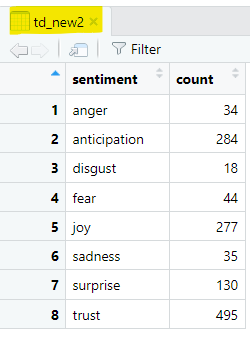 td_new2
Filter
sentiment count
1 anger 34
2 anticipation 284
3 disgust 18
4 fear 44
5 joy 277
6 sadness 35
7 surprise 130
8 trust 495